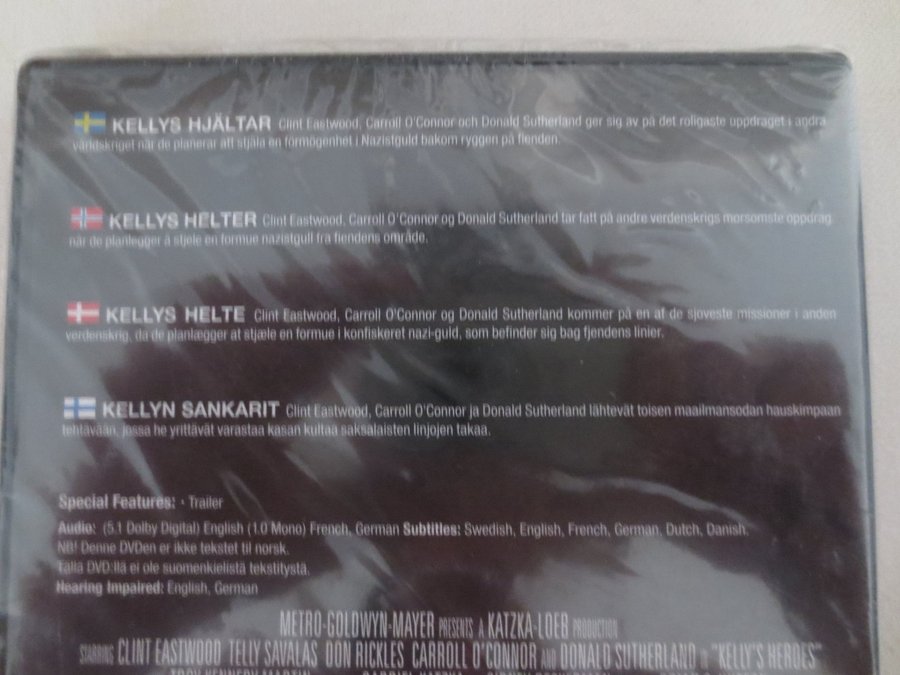 KELLYS HJÄLTAR Clint Eastwood, Carroll O'Connor och Donald Sutherland ger sig av på det roligaste uppdraget i andra
världskriget när de planerar att stjäla en förmögenhet i Nazistguld bakom ryggen på fienden.
KELLYS HELTER Clint Eastwood, Carroll O'Connor og Donald Sutherland tar fatt på andre verdenskrigs morsomste oppdrag
når de planlegger å stjele en formue nazistgull fra fiendens område.
KELLYS HELTE Clint Eastwood, Carroll O'Connor og Donald Sutherland kommer på en af de sjoveste missioner i anden
verdenskrig, da de planlægger at stjæle en formue i konfiskeret nazi-guld, som befinder sig bag fjendens linier.
KELLYN SANKARIT Clint Eastwood, Carroll O'Connor ja Donald Sutherland lähtevät toisen maailmansodan hauskimpaan
tehtävään, jossa he yrittävät varastaa kasan kultaa saksalaisten linjojen takaa.
Special Features: • Trailer
Audio: (5.1 Dolby Digital) English (1.0 Mono) French, German Subtitles: Swedish, English, French, German, Dutch, Danish.
NB! Denne DVDen er ikke tekstet til norsk.
Tällä DVD:llä ei ole suomenkielistä tekstitystä.
Hearing Impaired: English, German
METRO-GOLDWYN-MAYER PRESENTS A KATZKA-LOEB PRODUCTION
STARRING CLINT EASTWOOD TELLY SAVALAS DON RICKLES CARROLL O'CONNOR AND DONALD SUTHERLAND IN "KELLY'S HEROES"